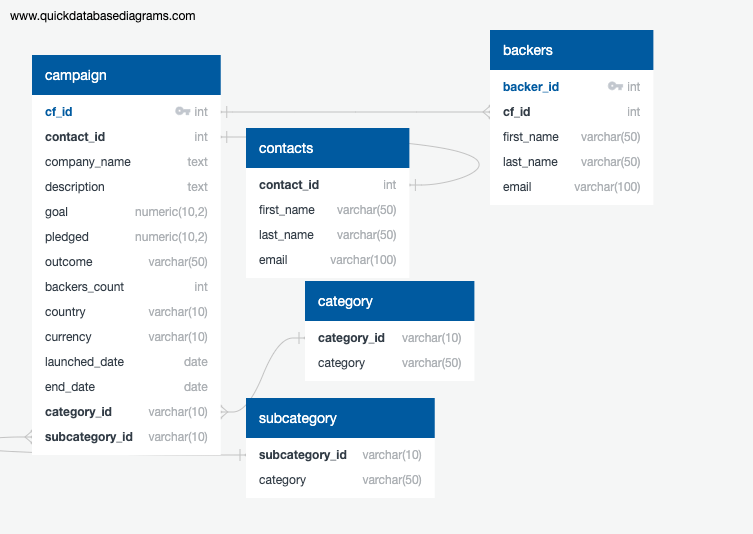 www.quickdatabasediagrams.com
campaign
cf_id int
contact_id int
company_name text
description text
goal numeric(10,2)
pledged numeric(10,2)
outcome varchar(50)
backers_count int
country varchar(10)
currency varchar(10)
launched_date date
end_date date
category_id varchar(10)
subcategory_id varchar(10)
contacts
contact_id int
first_name varchar(50)
last_name varchar(50)
email varchar(100)
category
category_id varchar(10)
category varchar(50)
subcategory
subcategory_id varchar(10)
category varchar(50)
backers
backer_id int
cf_id int
first_name varchar(50)
last_name varchar(50)
email varchar(100)